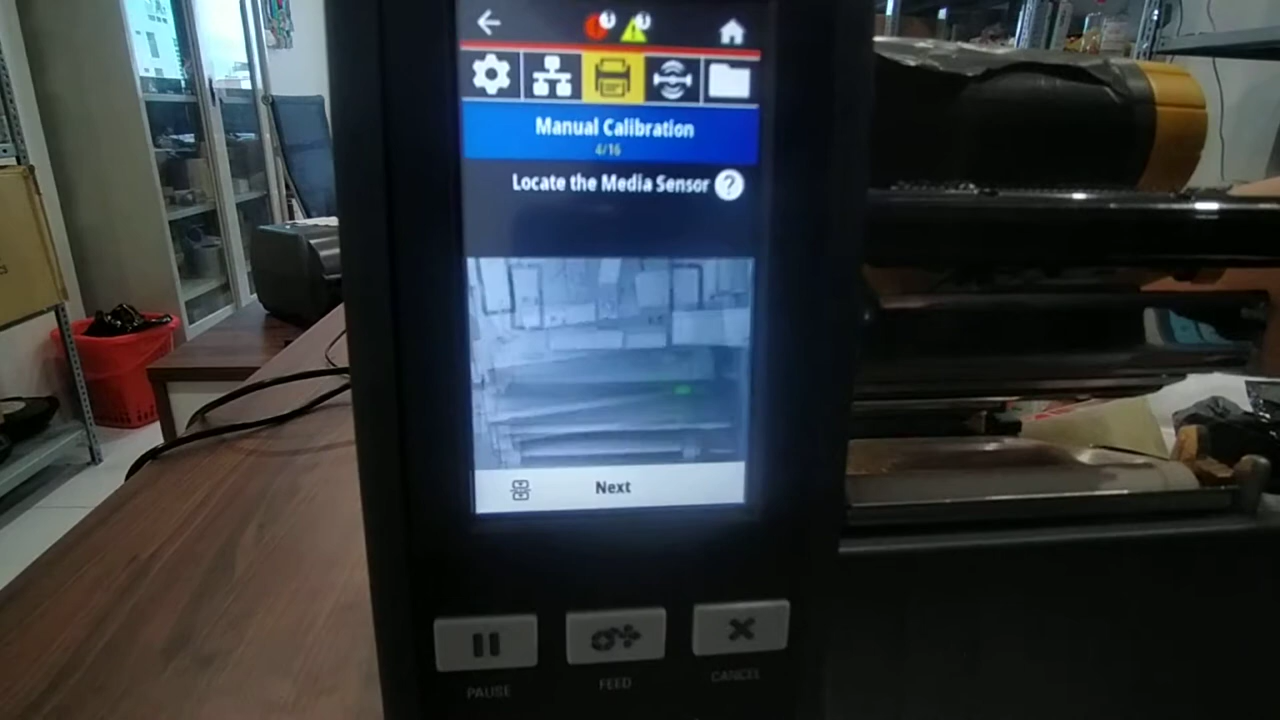 Manual Calibration
4/16
Locate the Media Sensor ?
Next
PAUSE
FEED
CANCEL